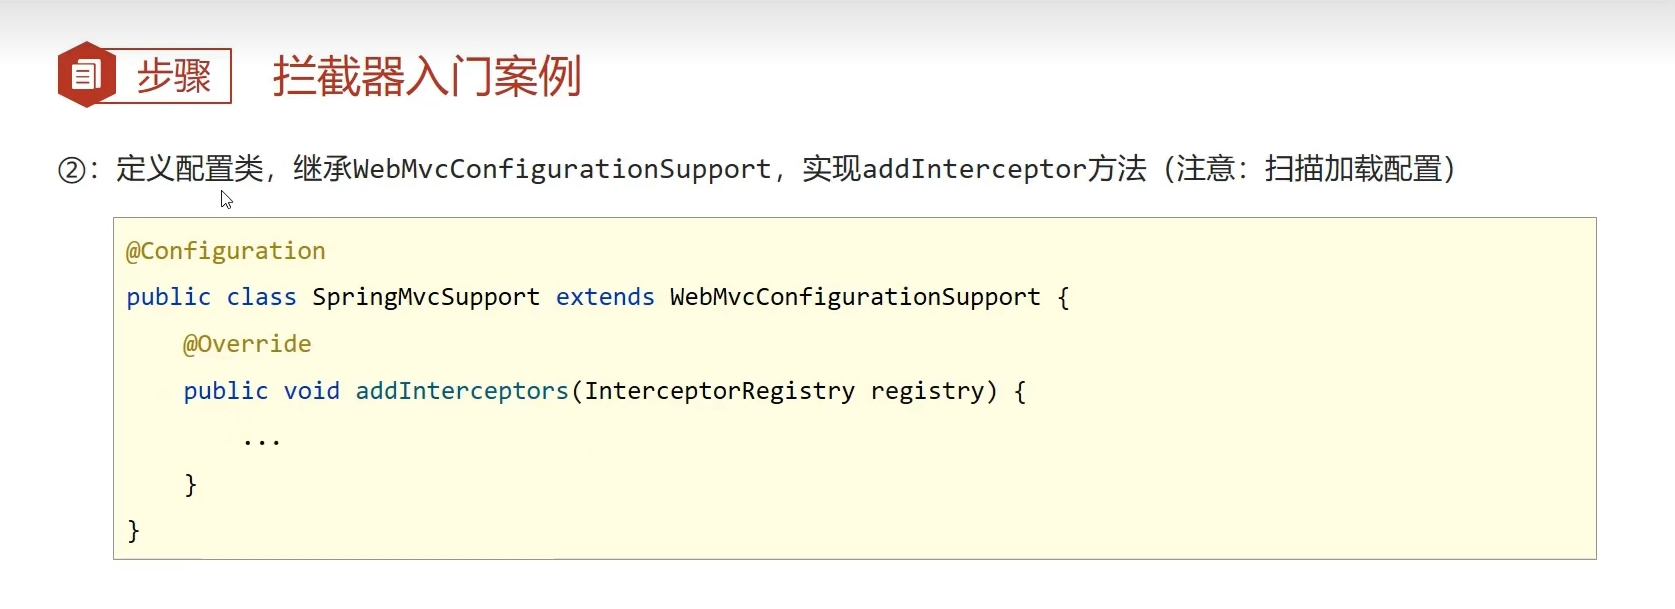 步骤 拦截器入门案例
②：定义配置类，继承WebMvcConfigurationSupport，实现addInterceptor方法（注意：扫描加载配置）
@Configuration
public class SpringMvcSupport extends WebMvcConfigurationSupport {
    @Override
    public void addInterceptors(InterceptorRegistry registry) {
        ...
    }
}